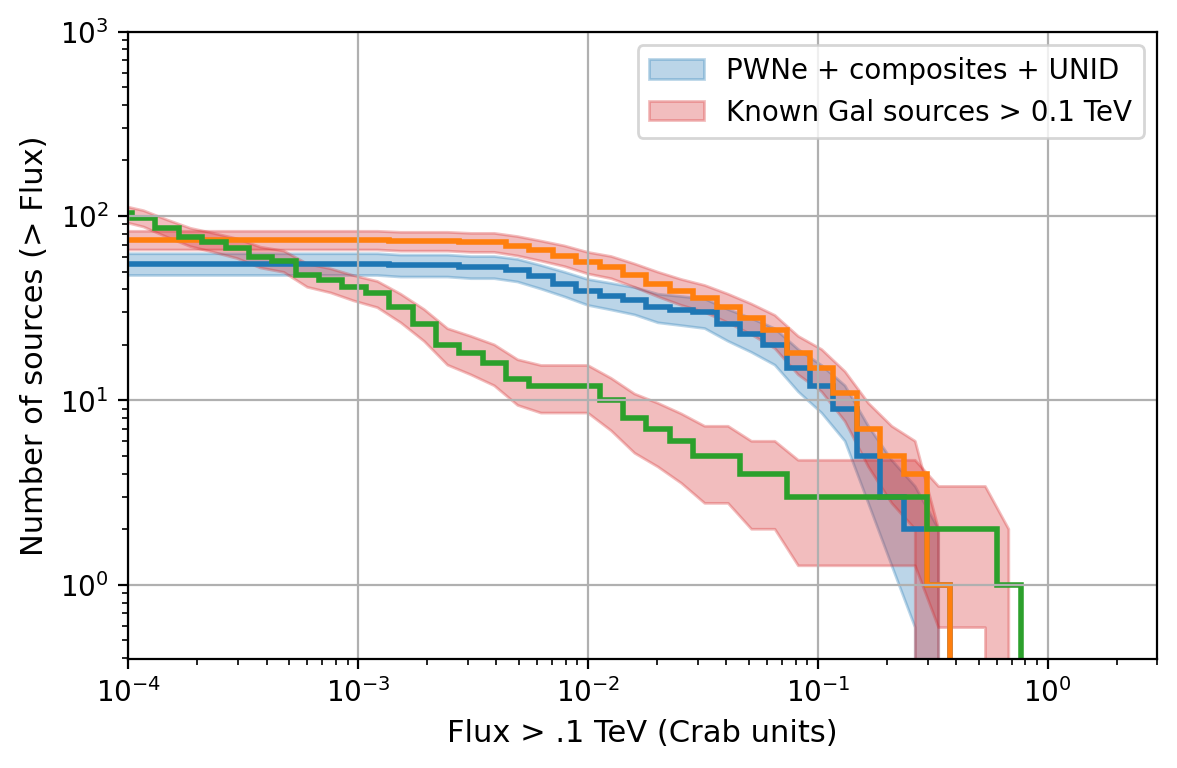 10³
10²
10¹
10⁰
10⁻⁴
10⁻³
10⁻²
10⁻¹
10⁰
Number of sources (> Flux)
Flux > .1 TeV (Crab units)
PWNe + composites + UNID
Known Gal sources > 0.1 TeV